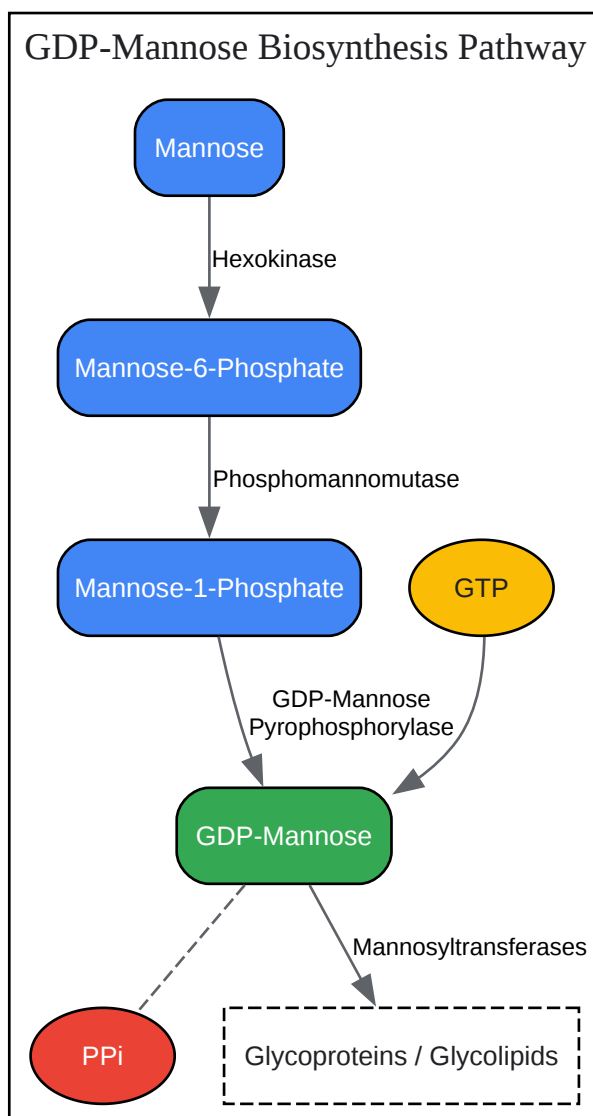 GDP-Mannose Biosynthesis Pathway
Mannose
Hexokinase
Mannose-6-Phosphate
Phosphomannomutase
Mannose-1-Phosphate
GTP
GDP-Mannose
Pyrophosphorylase
GDP-Mannose
Mannosyltransferases
PPi
Glycoproteins / Glycolipids